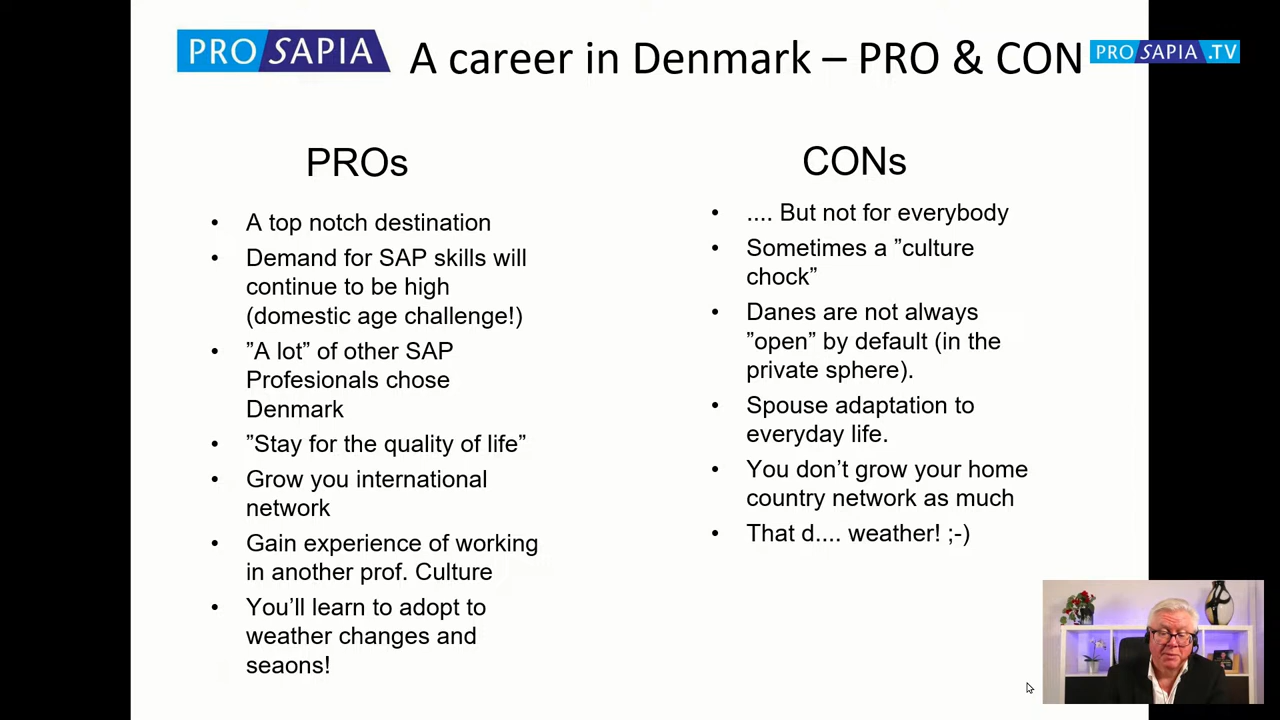 PRO SAPIA
A career in Denmark – PRO & CON
PRO SAPIA .TV
PROs
• A top notch destination
• Demand for SAP skills will
continue to be high
(domestic age challenge!)
• ”A lot” of other SAP
Profesionals chose
Denmark
• ”Stay for the quality of life”
• Grow you international
network
• Gain experience of working
in another prof. Culture
• You’ll learn to adopt to
weather changes and
seaons!
CONs
• .... But not for everybody
• Sometimes a ”culture
chock”
• Danes are not always
”open” by default (in the
private sphere).
• Spouse adaptation to
everyday life.
• You don’t grow your home
country network as much
• That d.... weather! ;-)